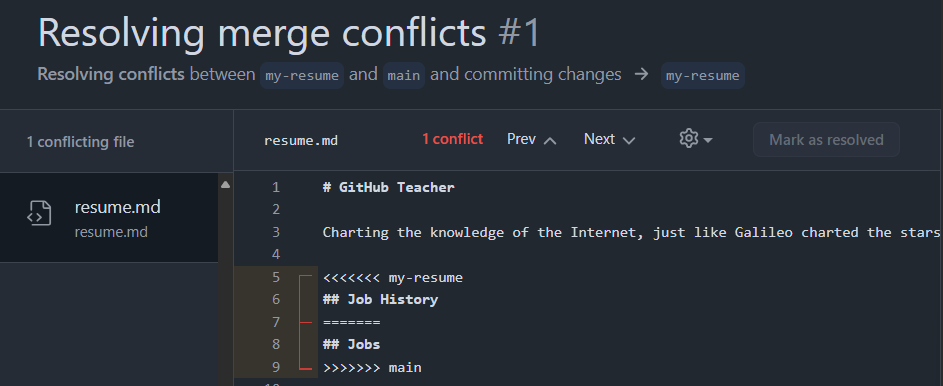 Resolving merge conflicts #1
Resolving conflicts between my-resume and main and committing changes → my-resume
1 conflicting file
resume.md
resume.md
resume.md 1 conflict Prev Next Mark as resolved
1 # GitHub Teacher
2
3 Charting the knowledge of the Internet, just like Galileo charted the stars
4
5 <<<<<<< my-resume
6 ## Job History
7 =======
8 ## Jobs
9 >>>>>>> main